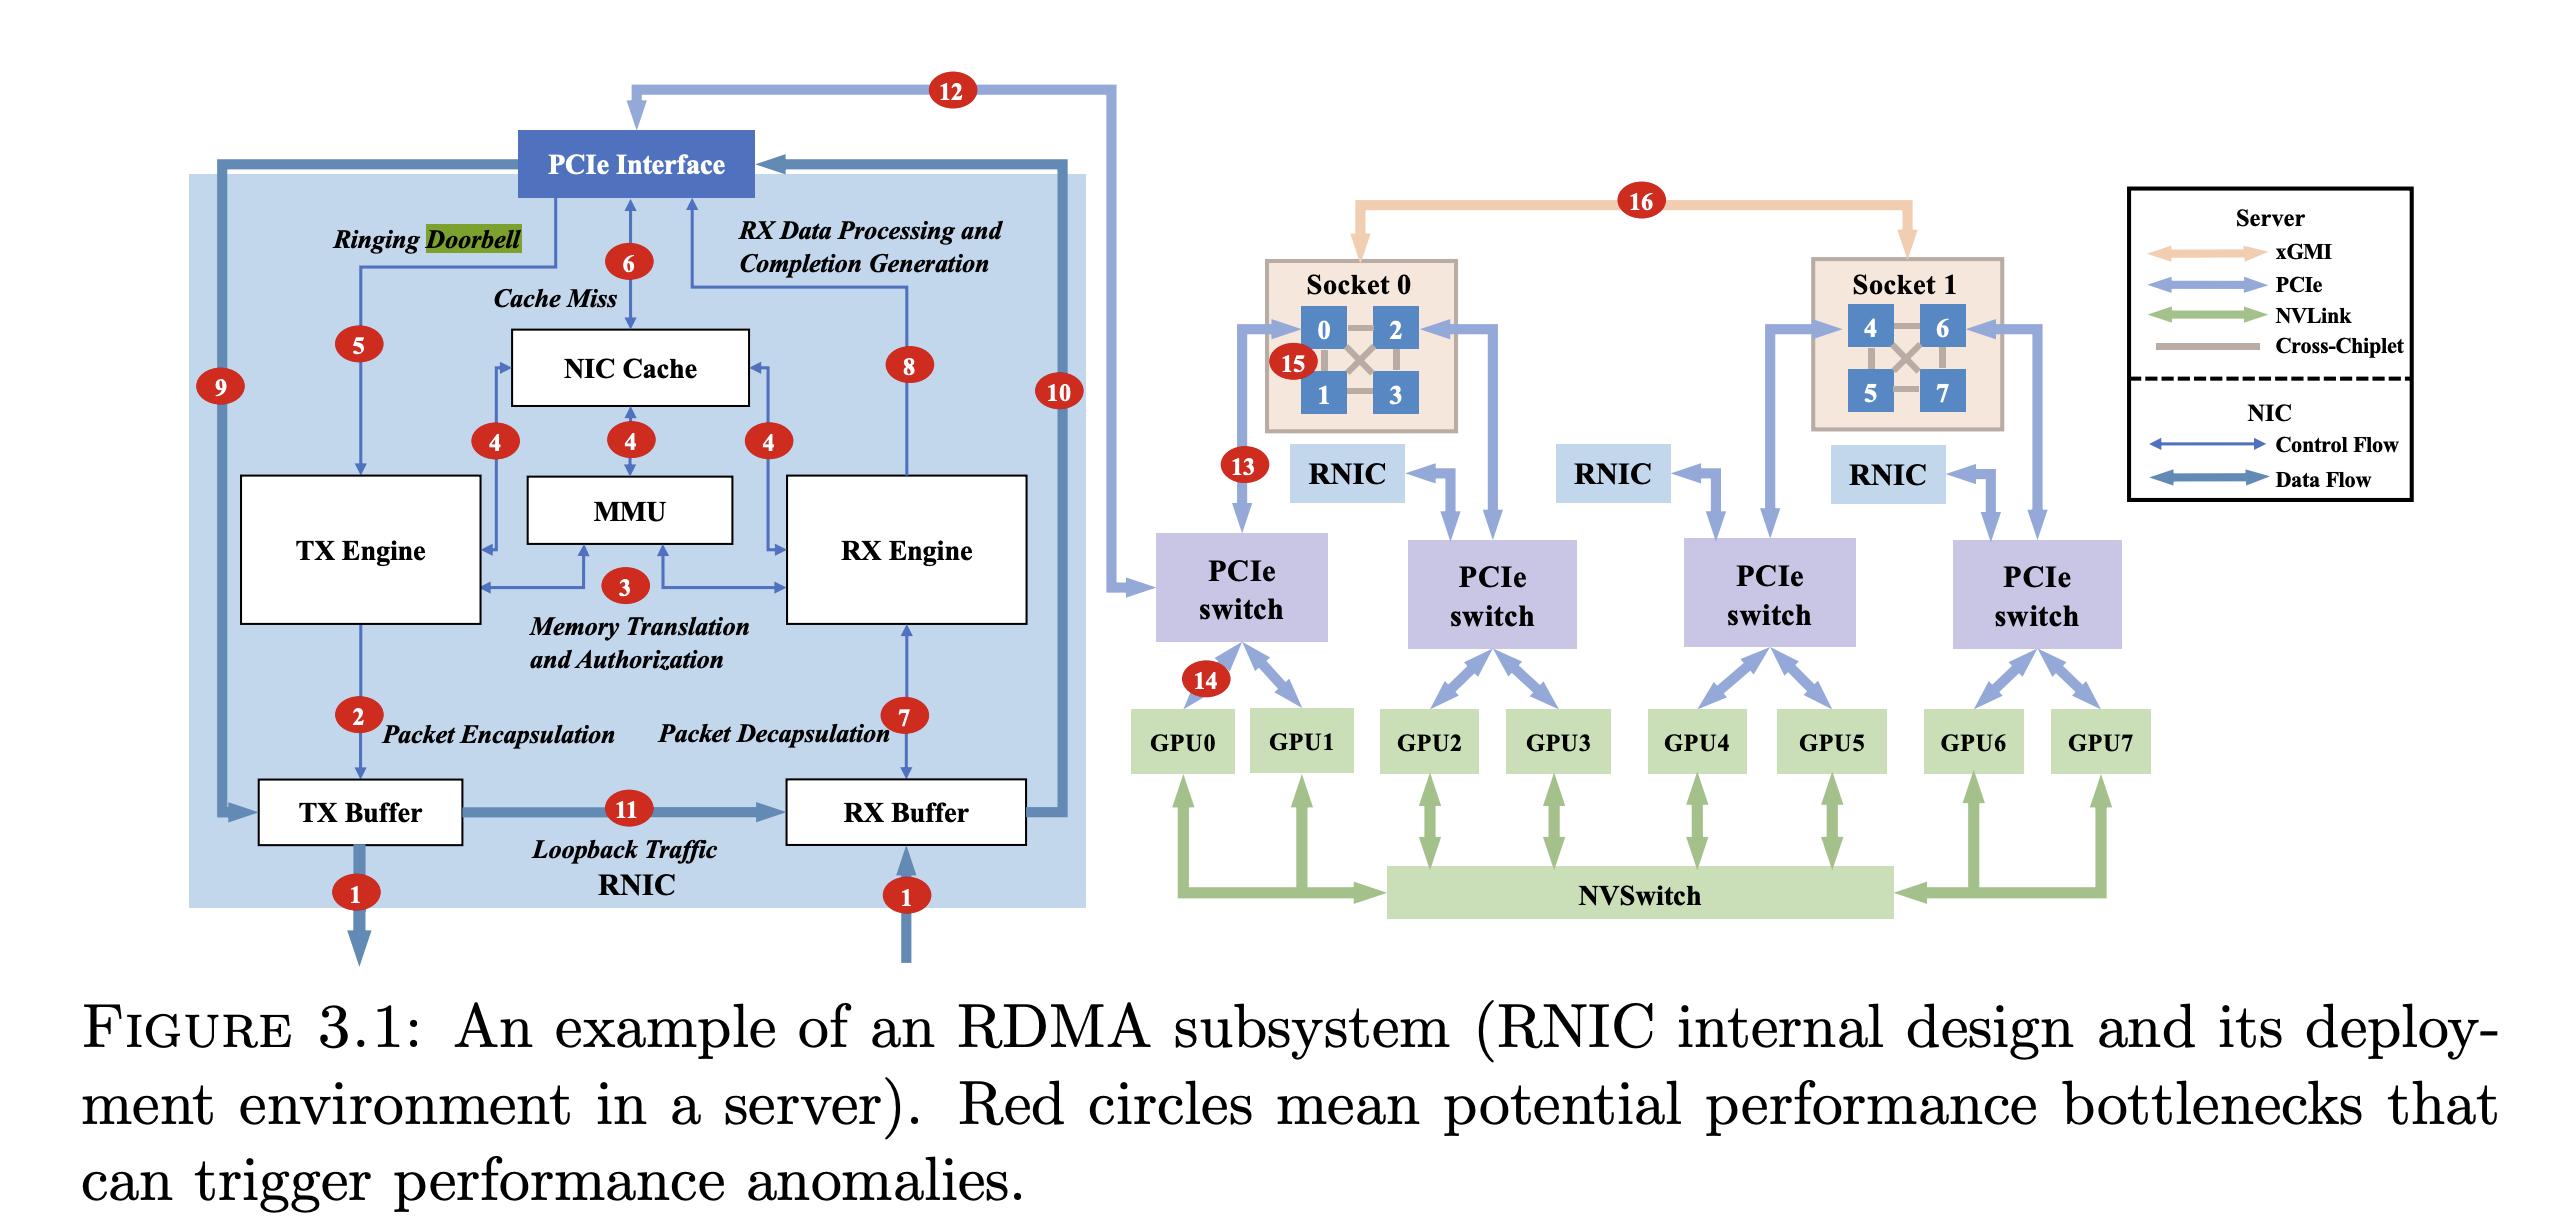 12
PCIe Interface
Ringing Doorbell
RX Data Processing and
Completion Generation
6
Cache Miss
5
8
9
10
NIC Cache
4
4
4
TX Engine
MMU
RX Engine
3
Memory Translation
and Authorization
2
Packet Encapsulation
Packet Decapsulation
7
TX Buffer
11
RX Buffer
Loopback Traffic
RNIC
1
1
16
Socket 0
0
2
15
1
3
Socket 1
4
6
5
7
13
RNIC
RNIC
RNIC
PCIe
switch
PCIe
switch
PCIe
switch
PCIe
switch
14
GPU0
GPU1
GPU2
GPU3
GPU4
GPU5
GPU6
GPU7
NVSwitch
Server
xGMI
PCIe
NVLink
Cross-Chiplet
NIC
Control Flow
Data Flow
FIGURE 3.1: An example of an RDMA subsystem (RNIC internal design and its deploy-
ment environment in a server). Red circles mean potential performance bottlenecks that
can trigger performance anomalies.